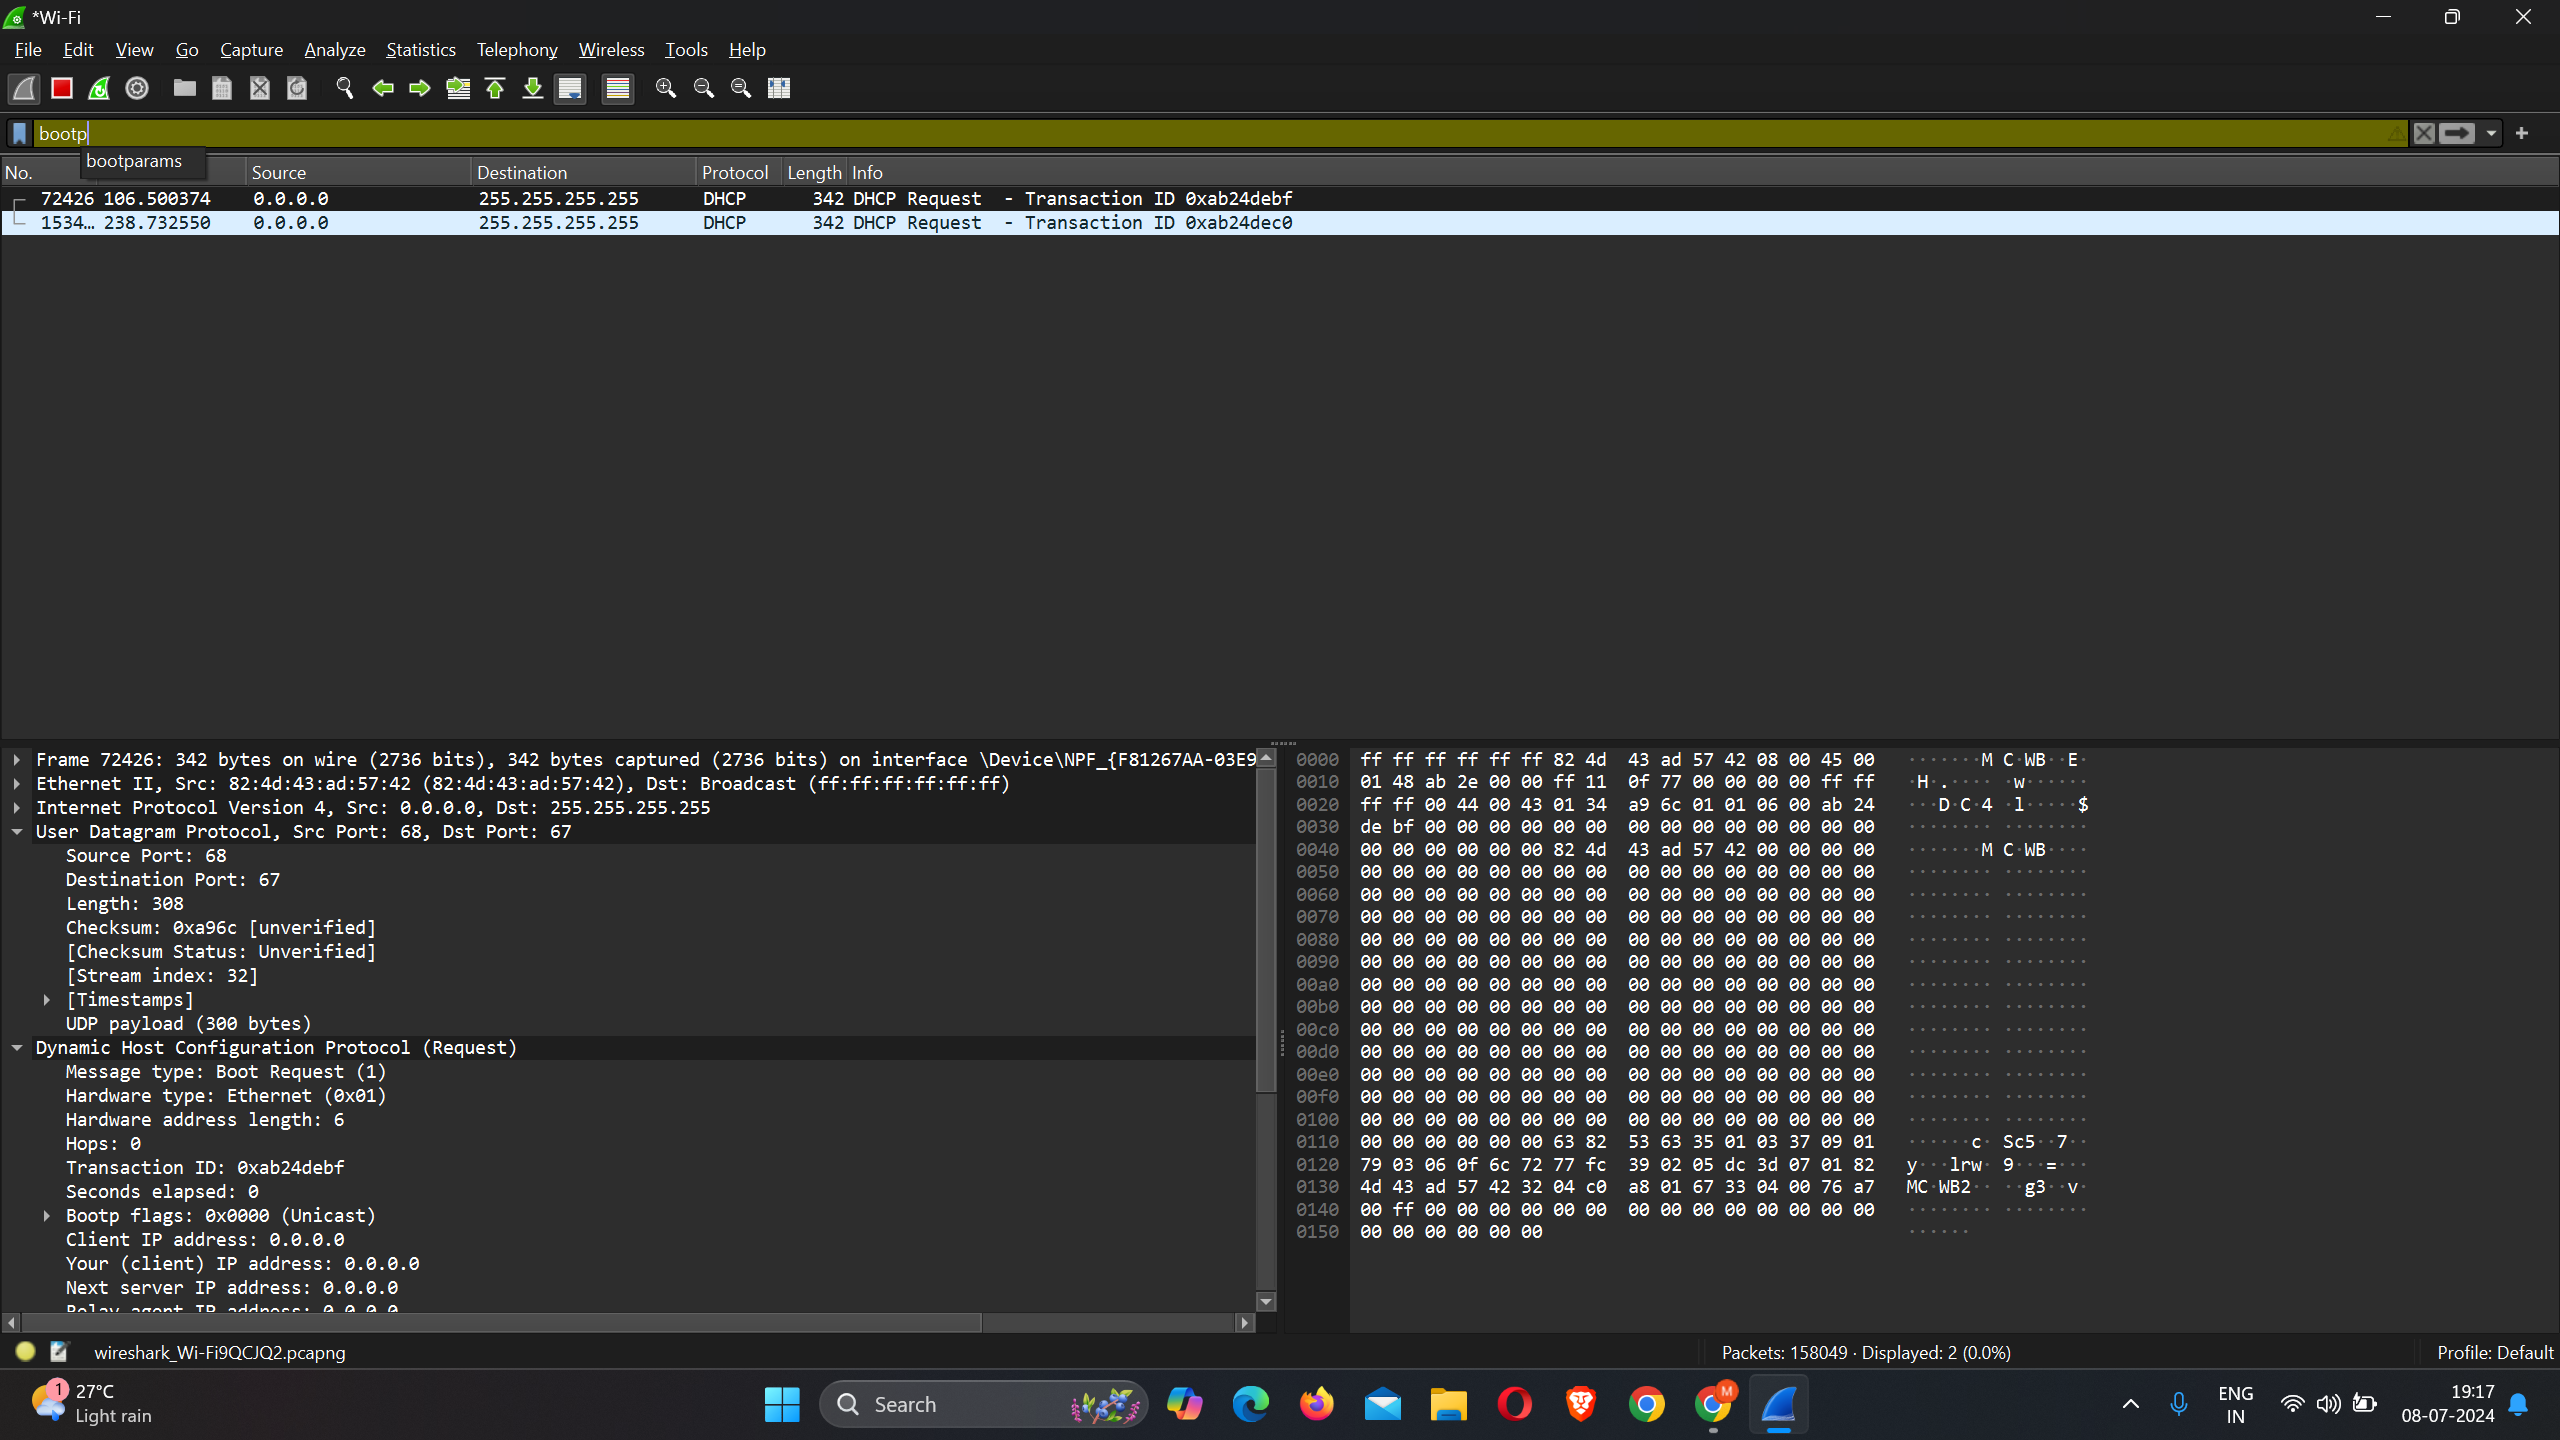 *Wi-Fi
File Edit View Go Capture Analyze Statistics Telephony Wireless Tools Help
bootp
bootparams
No. Source Destination Protocol Length Info
72426 106.500374 0.0.0.0 255.255.255.255 DHCP 342 DHCP Request - Transaction ID 0xab24debf
1534… 238.732550 0.0.0.0 255.255.255.255 DHCP 342 DHCP Request - Transaction ID 0xab24dec0
Frame 72426: 342 bytes on wire (2736 bits), 342 bytes captured (2736 bits) on interface \Device\NPF_{F81267AA-03E9
Ethernet II, Src: 82:4d:43:ad:57:42 (82:4d:43:ad:57:42), Dst: Broadcast (ff:ff:ff:ff:ff:ff)
Internet Protocol Version 4, Src: 0.0.0.0, Dst: 255.255.255.255
User Datagram Protocol, Src Port: 68, Dst Port: 67
Source Port: 68
Destination Port: 67
Length: 308
Checksum: 0xa96c [unverified]
[Checksum Status: Unverified]
[Stream index: 32]
[Timestamps]
UDP payload (300 bytes)
Dynamic Host Configuration Protocol (Request)
Message type: Boot Request (1)
Hardware type: Ethernet (0x01)
Hardware address length: 6
Hops: 0
Transaction ID: 0xab24debf
Seconds elapsed: 0
Bootp flags: 0x0000 (Unicast)
Client IP address: 0.0.0.0
Your (client) IP address: 0.0.0.0
Next server IP address: 0.0.0.0
Relay agent IP address: 0.0.0.0
0000 ff ff ff ff ff ff 82 4d 43 ad 57 42 08 00 45 00 ·······M C·WB··E·
0010 01 48 ab 2e 00 00 ff 11 0f 77 00 00 00 00 ff ff ·H·.···· ·w······
0020 ff ff 00 44 00 43 01 34 a9 6c 01 01 06 00 ab 24 ···D·C·4 ·l·····$
0030 de bf 00 00 00 00 00 00 00 00 00 00 00 00 00 00 ········ ········
0040 00 00 00 00 00 00 82 4d 43 ad 57 42 00 00 00 00 ·······M C·WB····
0050 00 00 00 00 00 00 00 00 00 00 00 00 00 00 00 00 ········ ········
0060 00 00 00 00 00 00 00 00 00 00 00 00 00 00 00 00 ········ ········
0070 00 00 00 00 00 00 00 00 00 00 00 00 00 00 00 00 ········ ········
0080 00 00 00 00 00 00 00 00 00 00 00 00 00 00 00 00 ········ ········
0090 00 00 00 00 00 00 00 00 00 00 00 00 00 00 00 00 ········ ········
00a0 00 00 00 00 00 00 00 00 00 00 00 00 00 00 00 00 ········ ········
00b0 00 00 00 00 00 00 00 00 00 00 00 00 00 00 00 00 ········ ········
00c0 00 00 00 00 00 00 00 00 00 00 00 00 00 00 00 00 ········ ········
00d0 00 00 00 00 00 00 00 00 00 00 00 00 00 00 00 00 ········ ········
00e0 00 00 00 00 00 00 00 00 00 00 00 00 00 00 00 00 ········ ········
00f0 00 00 00 00 00 00 00 00 00 00 00 00 00 00 00 00 ········ ········
0100 00 00 00 00 00 00 00 00 00 00 00 00 00 00 00 00 ········ ········
0110 00 00 00 00 00 00 63 82 53 63 35 01 03 37 09 01 ······c· Sc5··7··
0120 79 03 06 0f 6c 72 77 fc 39 02 05 dc 3d 07 01 82 y···lrw· 9···=···
0130 4d 43 ad 57 42 32 04 c0 a8 01 67 33 04 00 76 a7 MC·WB2·· ··g3··v·
0140 00 ff 00 00 00 00 00 00 00 00 00 00 00 00 00 00 ········ ········
0150 00 00 00 00 00 00 ······
wireshark_Wi-Fi9QCJQ2.pcapng Packets: 158049 · Displayed: 2 (0.0%) Profile: Default
1 27°C
Light rain
Search
M
ENG
IN
19:17
08-07-2024